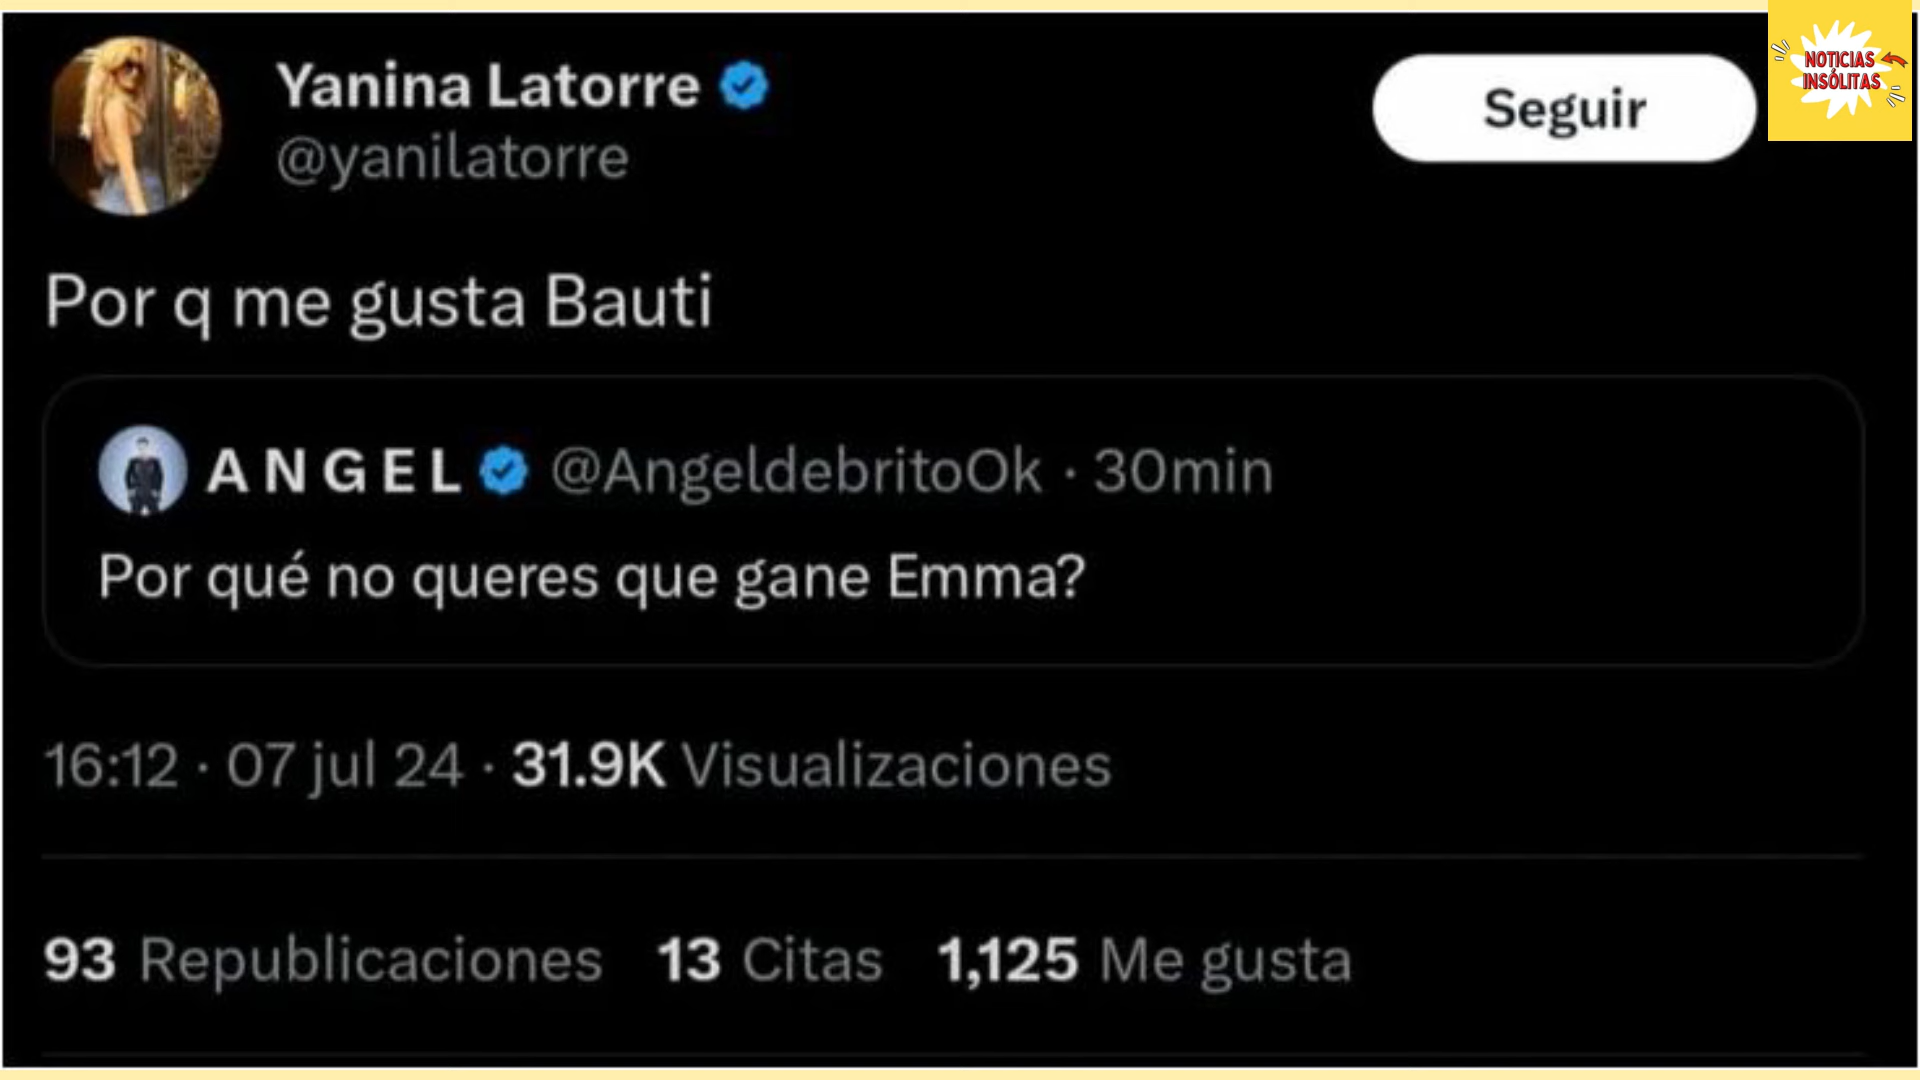 Yanina Latorre
@yanilatorre
Seguir
NOTICIAS
INSÓLITAS
Por q me gusta Bauti
A N G E L @AngeldebritoOk · 30min
Por qué no queres que gane Emma?
16:12 · 07 jul 24 · 31.9K Visualizaciones
93 Republicaciones 13 Citas 1,125 Me gusta